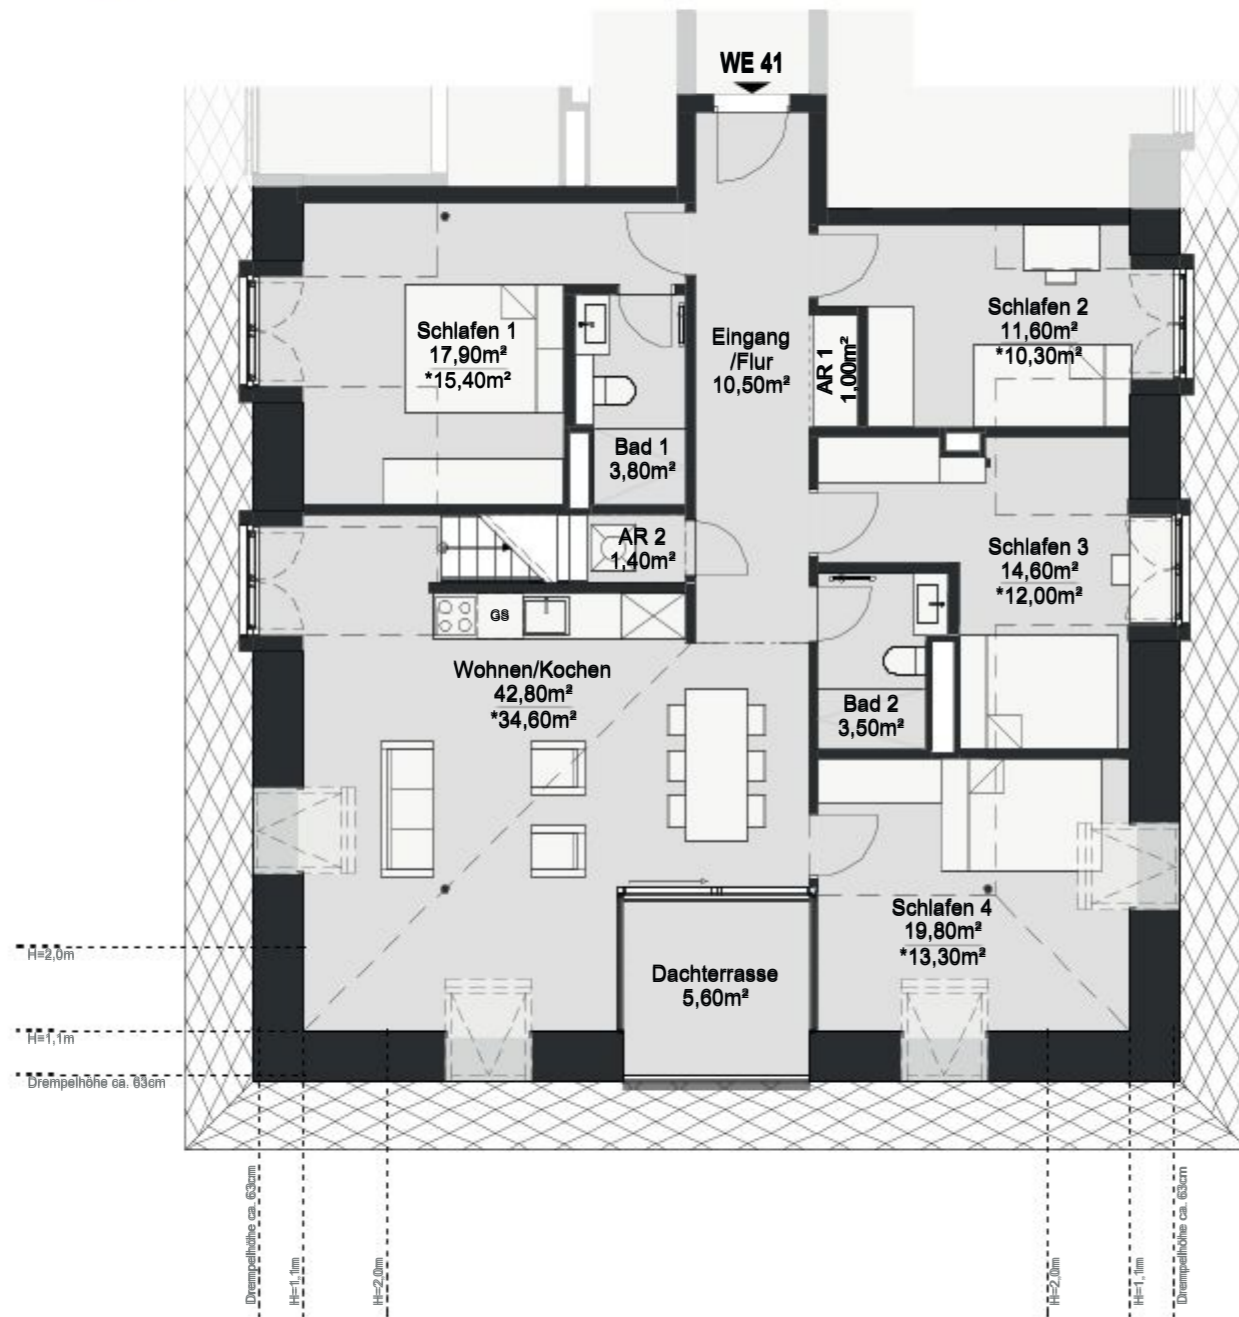 WE 41
Schlafen 1
17,90m²
*15,40m²
Eingang
/Flur
10,50m²
AR 1
1,00m²
Schlafen 2
11,60m²
*10,30m²
Bad 1
3,80m²
AR 2
1,40m²
Schlafen 3
14,60m²
*12,00m²
GS
Wohnen/Kochen
42,80m²
*34,60m²
Bad 2
3,50m²
Schlafen 4
19,80m²
*13,30m²
Dachterrasse
5,60m²
H=2,0m
H=1,1m
Drempelhöhe ca. 63cm
Drempelhöhe ca. 63cm
H=1,1m
H=2,0m
H=2,0m
H=1,1m
Drempelhöhe ca. 63cm